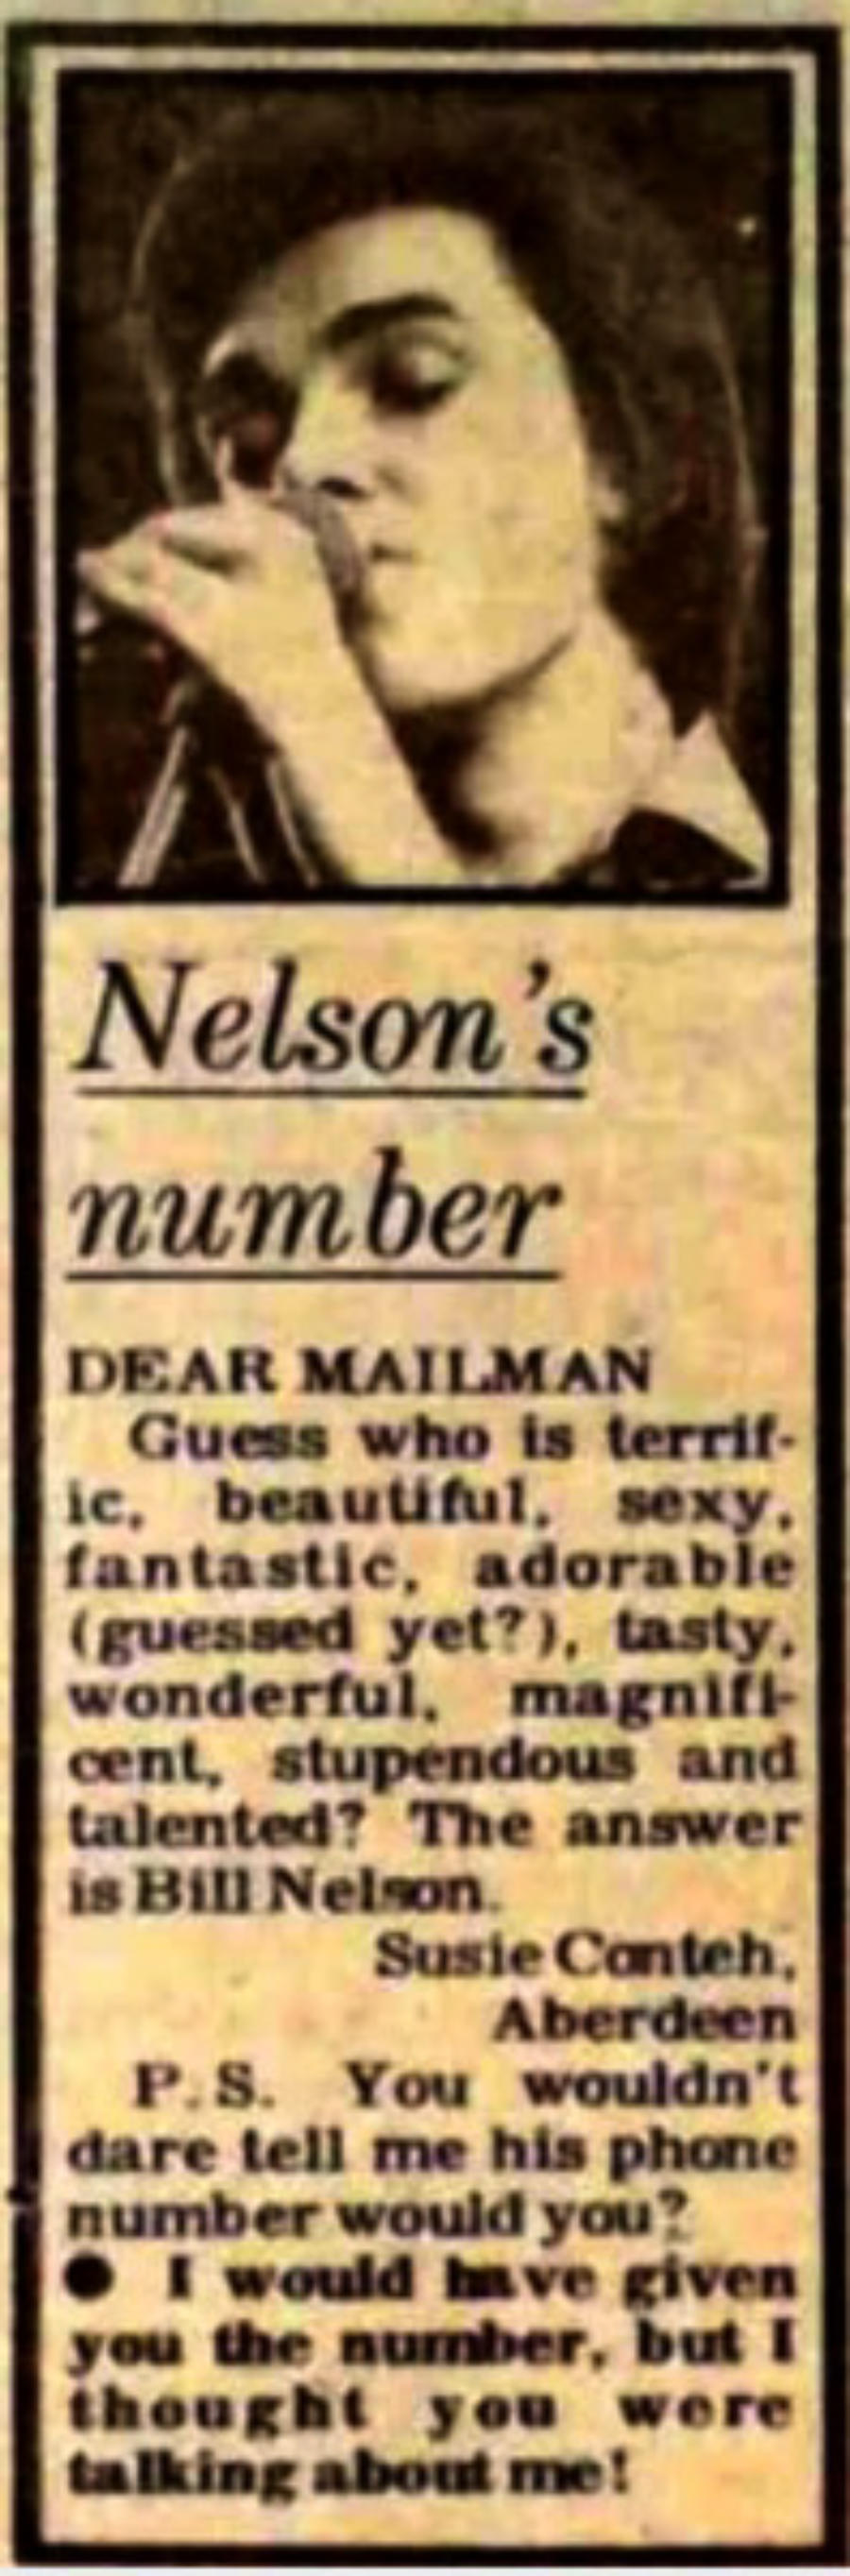 Nelson's
number
DEAR MAILMAN
Guess who is terrif-
ic, beautiful, sexy,
fantastic, adorable
(guessed yet?), tasty,
wonderful, magnifi-
cent, stupendous and
talented? The answer
is Bill Nelson.
Susie Conteh,
Aberdeen
P.S. You wouldn't
dare tell me his phone
number would you?
● I would have given
you the number, but I
thought you were
talking about me!